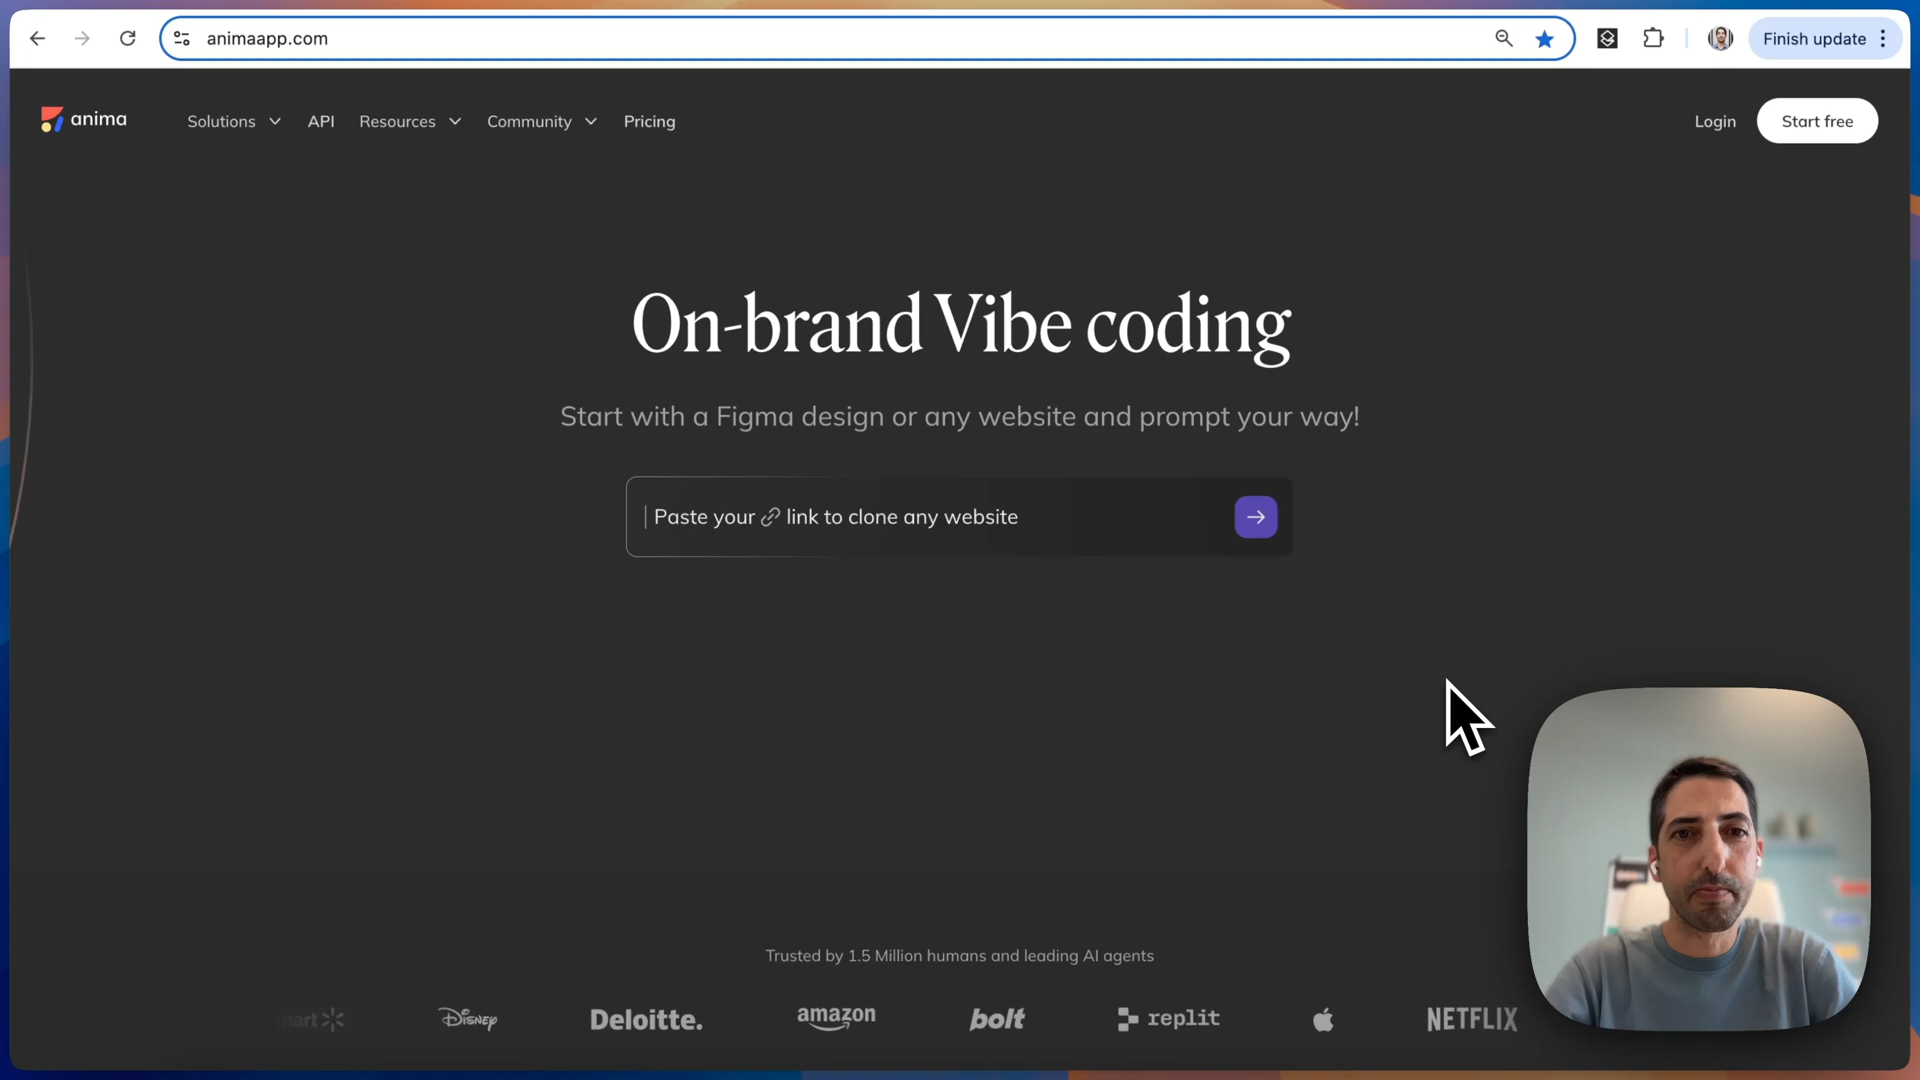 animaapp.com
Finish update
anima
Solutions
API
Resources
Community
Pricing
Login
Start free
On-brand Vibe coding
Start with a Figma design or any website and prompt your way!
Paste your link to clone any website
Trusted by 1.5 Million humans and leading AI agents
mart
Disney
Deloitte.
amazon
bolt
replit
NETFLIX